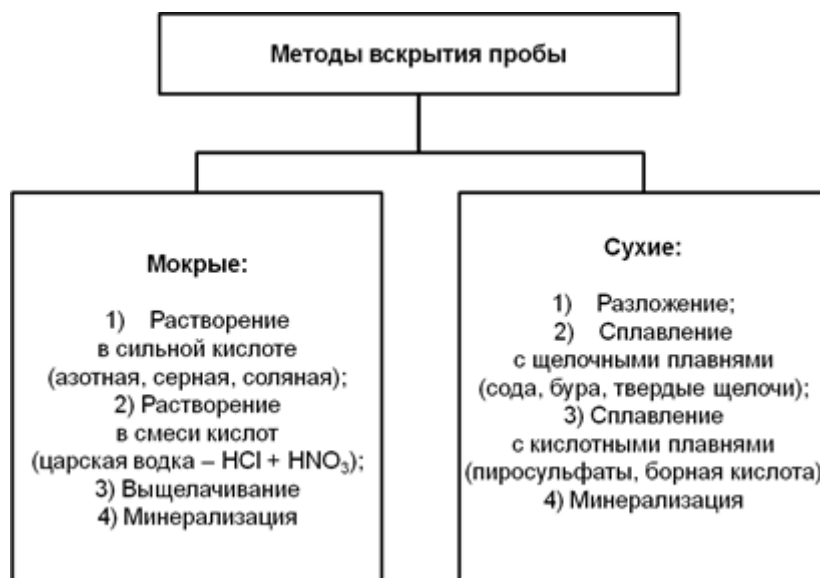 Методы вскрытия пробы
Мокрые:
1) Растворение
в сильной кислоте
(азотная, серная, соляная);
2) Растворение
в смеси кислот
(царская водка – HCl + HNO₃);
3) Выщелачивание
4) Минерализация
Сухие:
1) Разложение;
2) Сплавление
с щелочными плавнями
(сода, бура, твердые щелочи);
3) Сплавление
с кислотными плавнями
(пиросульфаты, борная кислота)
4) Минерализация